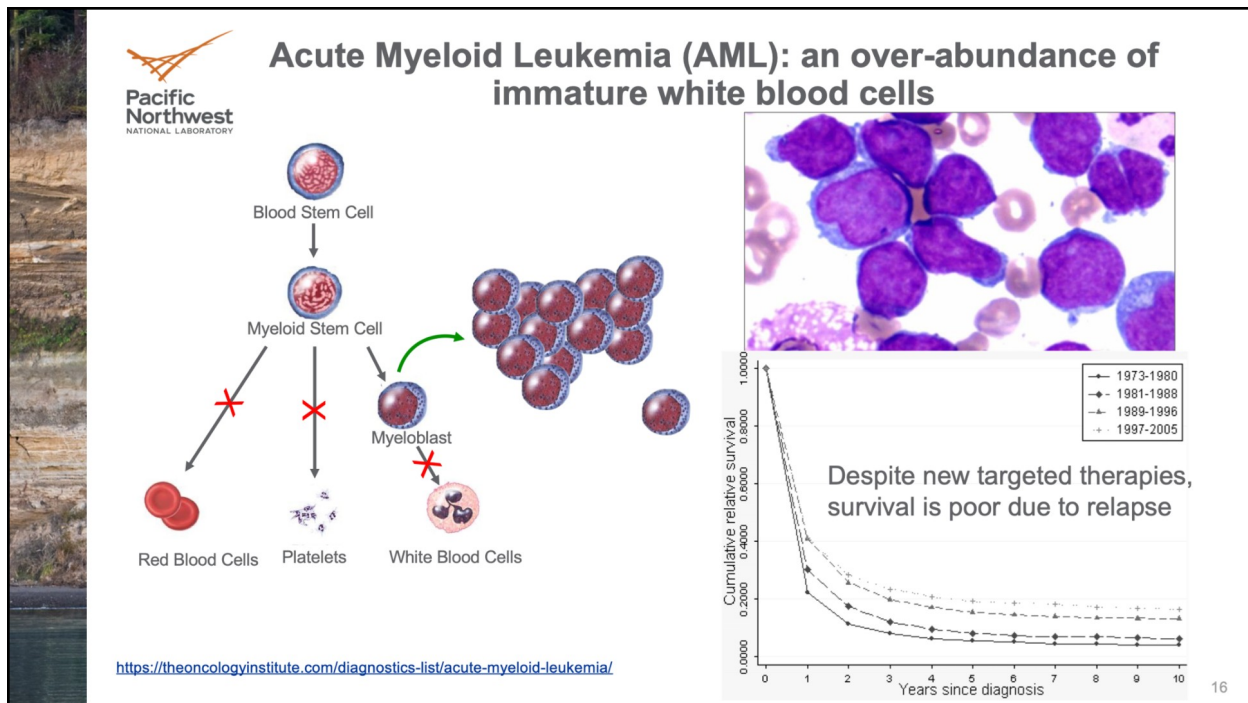 Pacific
Northwest
NATIONAL LABORATORY
Acute Myeloid Leukemia (AML): an over-abundance of
immature white blood cells
Blood Stem Cell
Myeloid Stem Cell
Myeloblast
Red Blood Cells
Platelets
White Blood Cells
https://theoncologyinstitute.com/diagnostics-list/acute-myeloid-leukemia/
1973-1980
1981-1988
1989-1996
1997-2005
Despite new targeted therapies,
survival is poor due to relapse
Cumulative relative survival
1.0000
0.8000
0.6000
0.4000
0.2000
0.0000
0 1 2 3 4 5 6 7 8 9 10
Years since diagnosis
16